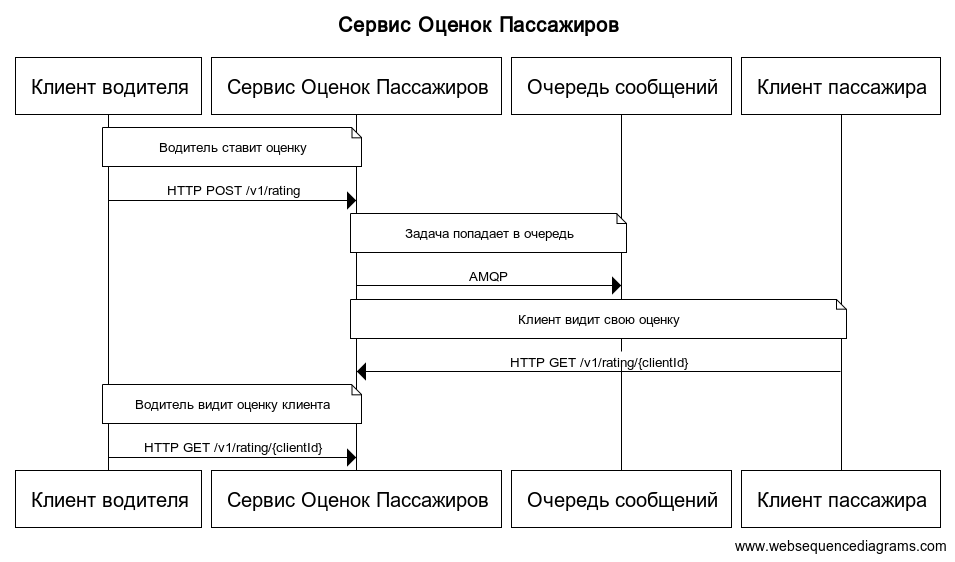 Сервис Оценок Пассажиров
Клиент водителя
Сервис Оценок Пассажиров
Очередь сообщений
Клиент пассажира
Водитель ставит оценку
HTTP POST /v1/rating
Задача попадает в очередь
AMQP
Клиент видит свою оценку
HTTP GET /v1/rating/{clientId}
Водитель видит оценку клиента
HTTP GET /v1/rating/{clientId}
Клиент водителя
Сервис Оценок Пассажиров
Очередь сообщений
Клиент пассажира
www.websequencediagrams.com